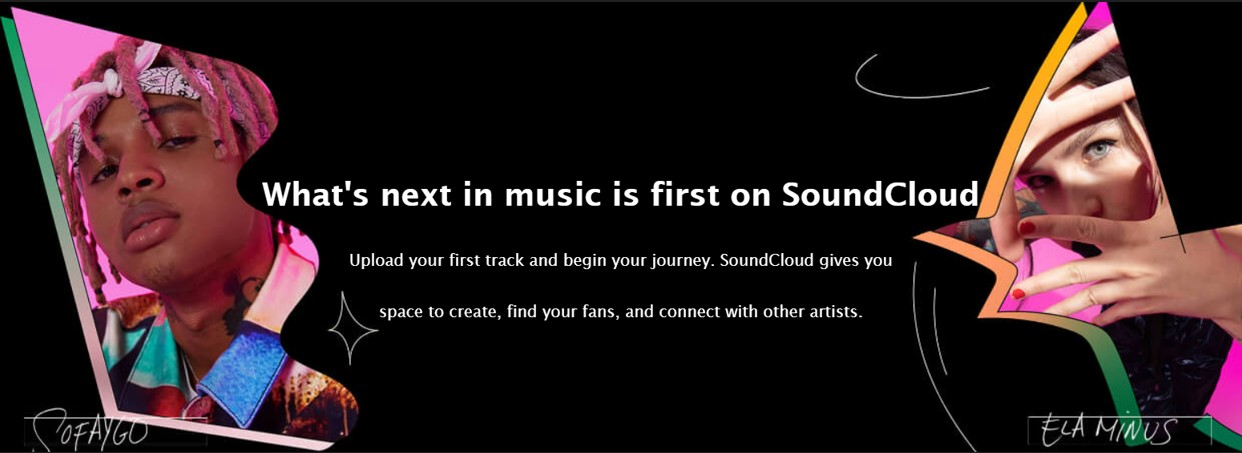 What's next in music is first on SoundCloud
Upload your first track and begin your journey. SoundCloud gives you
space to create, find your fans, and connect with other artists.
SOFAYGO
ELA MINUS